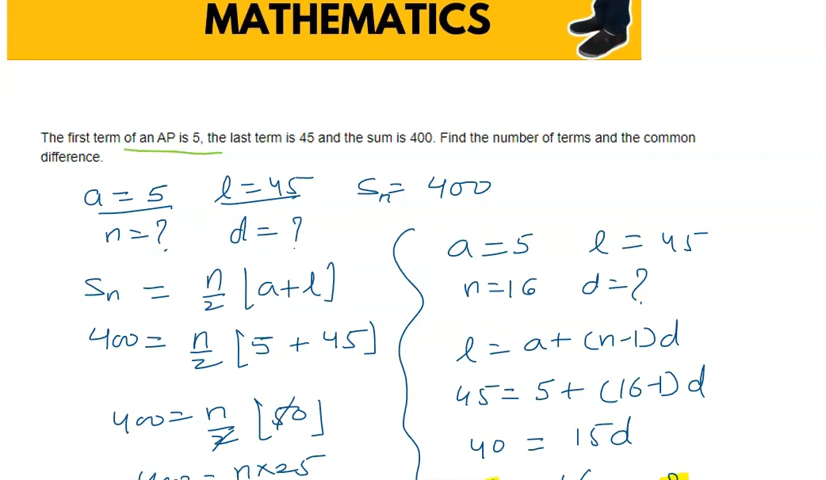 MATHEMATICS
The first term of an AP is 5, the last term is 45 and the sum is 400. Find the number of terms and the common
difference.
a = 5 l = 45 Sn = 400
n = ? d = ?
Sn = n/2 [a+l]
400 = n/2 [5 + 45]
400 = n/2 [50]
= n×25
a = 5 l = 45
n = 16 d = ?
l = a + (n-1)d
45 = 5 + (16-1)d
40 = 15d